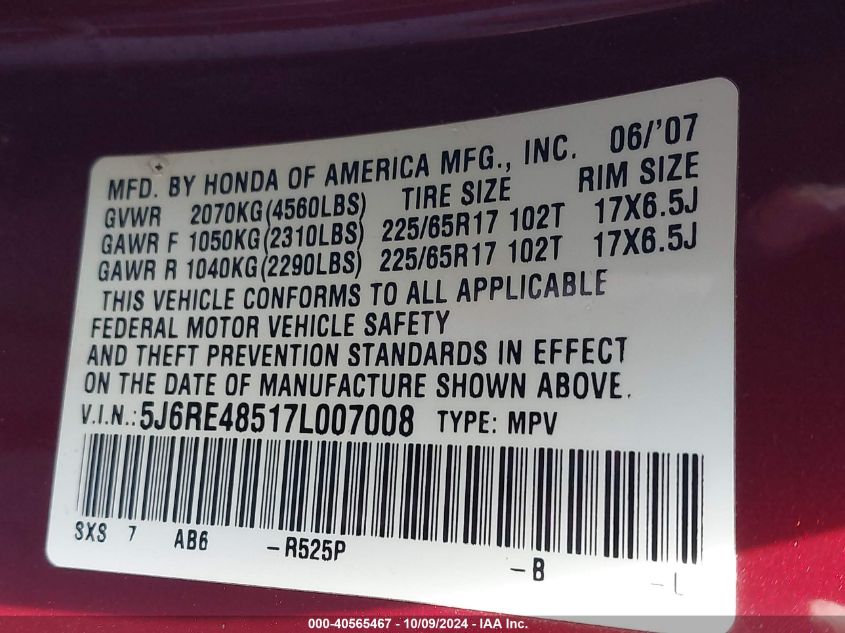 MFD. BY HONDA OF AMERICA MFG., INC. 06/'07
GVWR 2070KG(4560LBS) TIRE SIZE RIM SIZE
GAWR F 1050KG(2310LBS) 225/65R17 102T 17X6.5J
GAWR R 1040KG(2290LBS) 225/65R17 102T 17X6.5J
THIS VEHICLE CONFORMS TO ALL APPLICABLE
FEDERAL MOTOR VEHICLE SAFETY
AND THEFT PREVENTION STANDARDS IN EFFECT
ON THE DATE OF MANUFACTURE SHOWN ABOVE.
V.I.N.: 5J6RE48517L007008 TYPE: MPV
SXS 7 AB6 -R525P -B -L
000-40565467 - 10/09/2024 - IAA Inc.